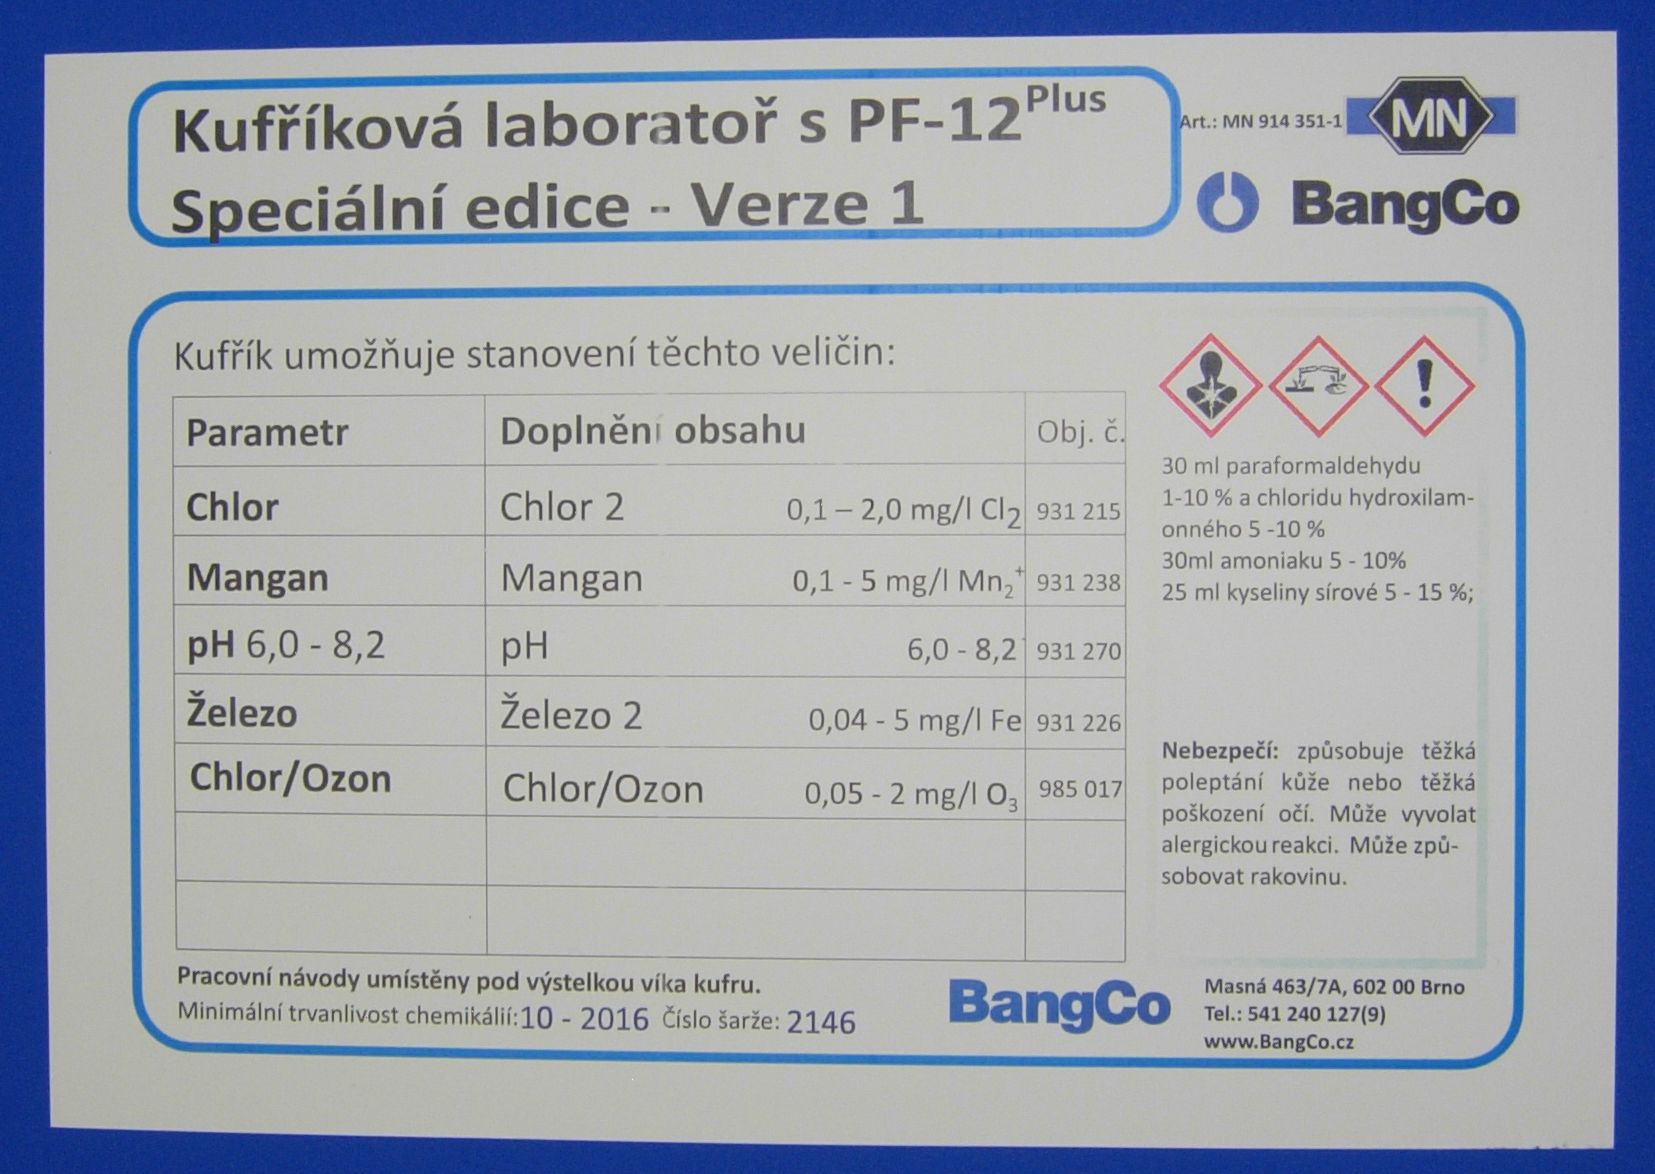 Kufříková laboratoř s PF-12Plus
Speciální edice - Verze 1
Art.: MN 914 351-1
MN
BangCo
Kufřík umožňuje stanovení těchto veličin:
Parametr Doplnění obsahu Obj. č.
Chlor Chlor 2 0,1 – 2,0 mg/l Cl2 931 215
Mangan Mangan 0,1 - 5 mg/l Mn2+ 931 238
pH 6,0 - 8,2 pH 6,0 - 8,2 931 270
Železo Železo 2 0,04 - 5 mg/l Fe 931 226
Chlor/Ozon Chlor/Ozon 0,05 - 2 mg/l O3 985 017
30 ml paraformaldehydu
1-10 % a chloridu hydroxilam-
onného 5 -10 %
30ml amoniaku 5 - 10%
25 ml kyseliny sírové 5 - 15 %;
Nebezpečí: způsobuje těžká
poleptání kůže nebo těžká
poškození očí. Může vyvolat
alergickou reakci. Může způ-
sobovat rakovinu.
Pracovní návody umístěny pod výstelkou víka kufru.
Minimální trvanlivost chemikálií:10 - 2016 Číslo šarže: 2146
BangCo
Masná 463/7A, 602 00 Brno
Tel.: 541 240 127(9)
www.BangCo.cz